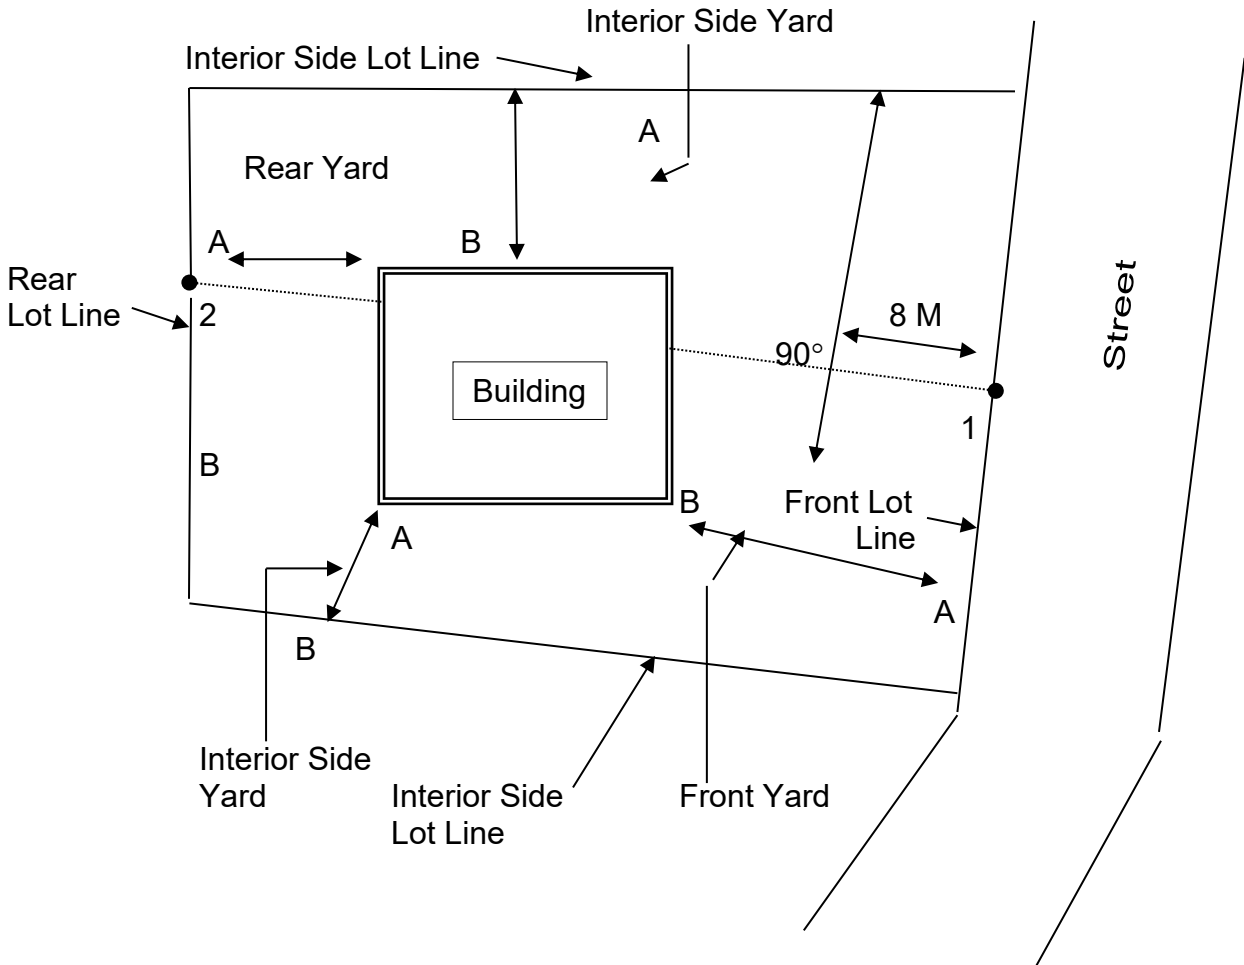 Interior Side Yard
Interior Side Lot Line
A
Rear Yard
A
B
Rear
Lot Line
2
8 M
90°
Street
Building
1
B
B
Front Lot
Line
A
A
B
Interior Side
Yard
Interior Side
Lot Line
Front Yard